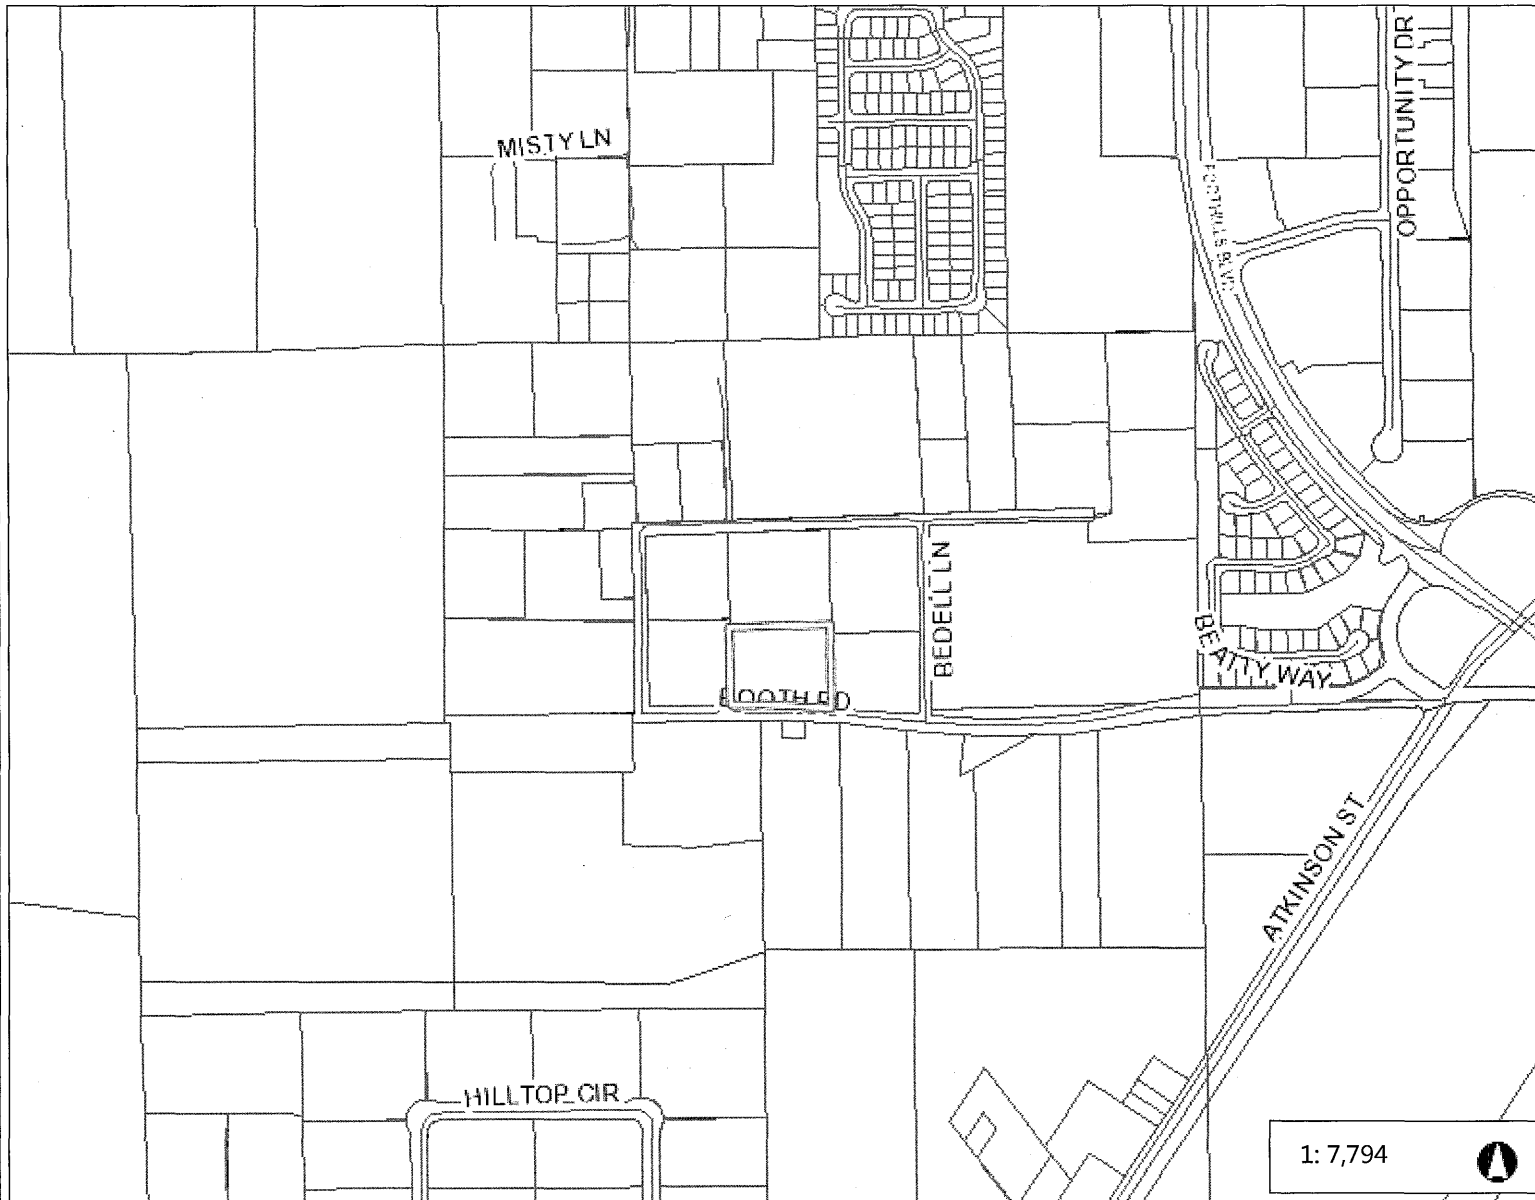 OPPORTUNITY DR
MISTY LN
FOOTHILLS BLVD
BEDELL LN
BEATTY WAY
BOOTH RD
ATKINSON ST
HILLTOP CIR
1: 7,794